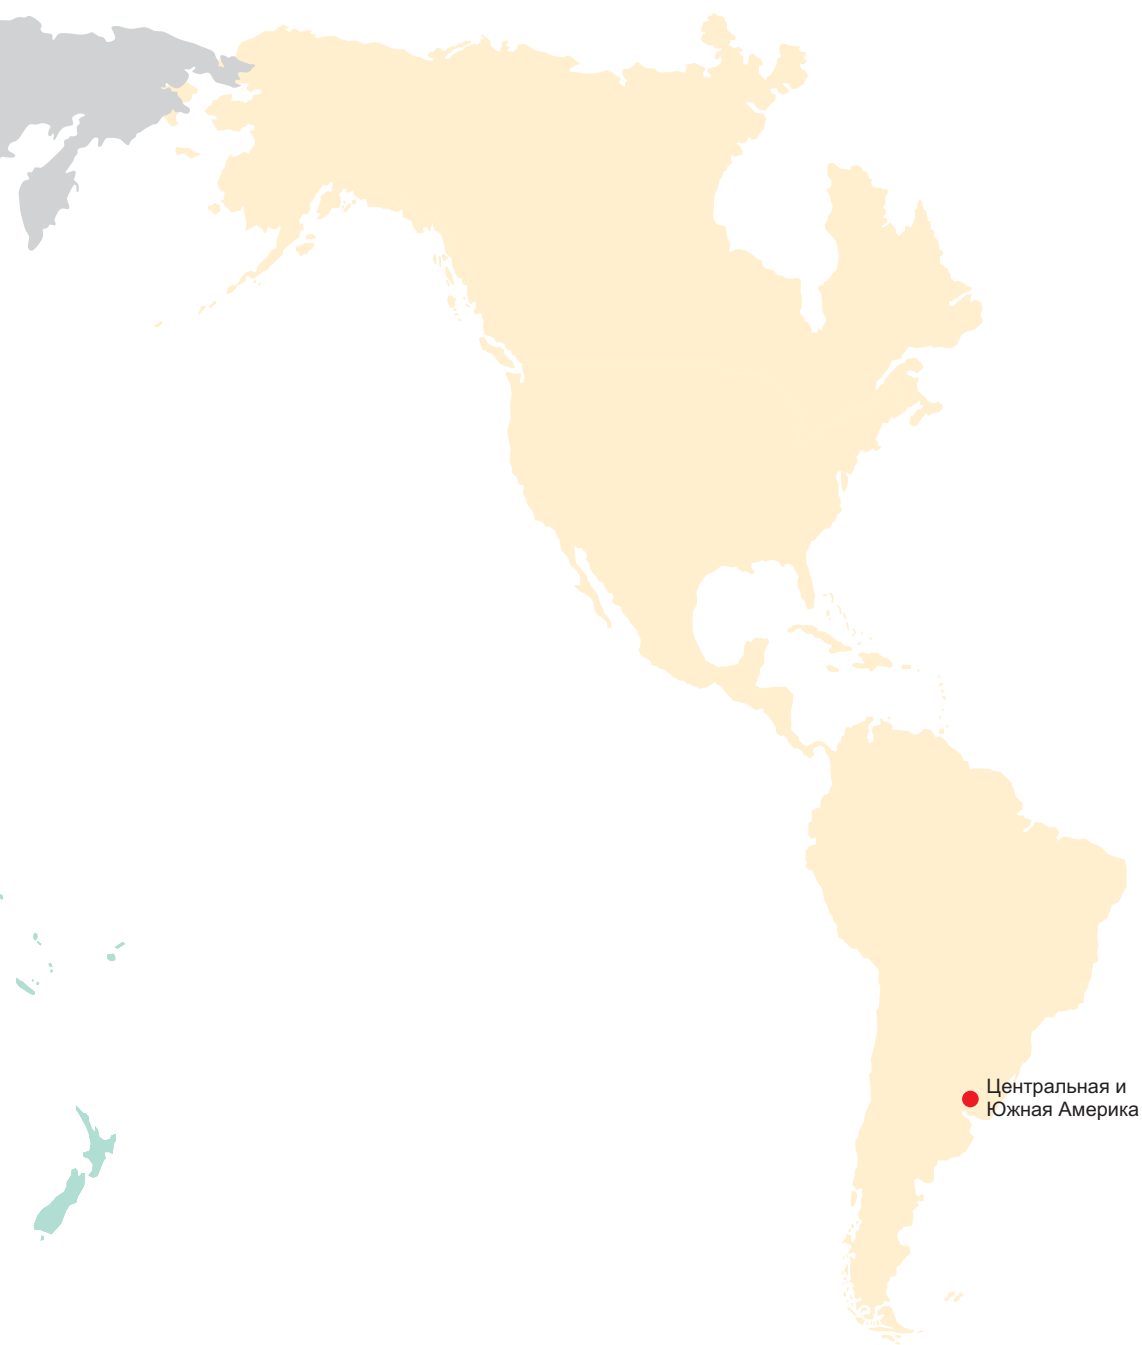 Центральная и
Южная Америка